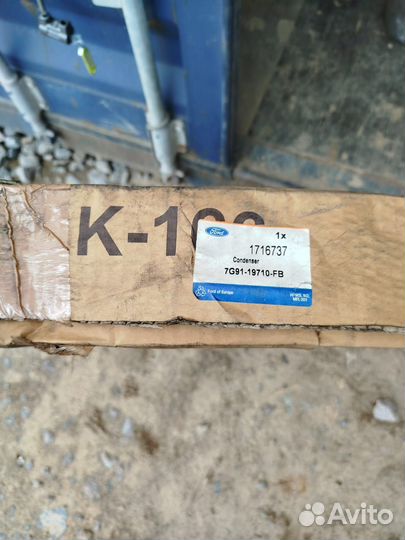 K-1
Ford
1x
1716737
Condenser
7G91-19710-FB
Ford of Europe
Avito